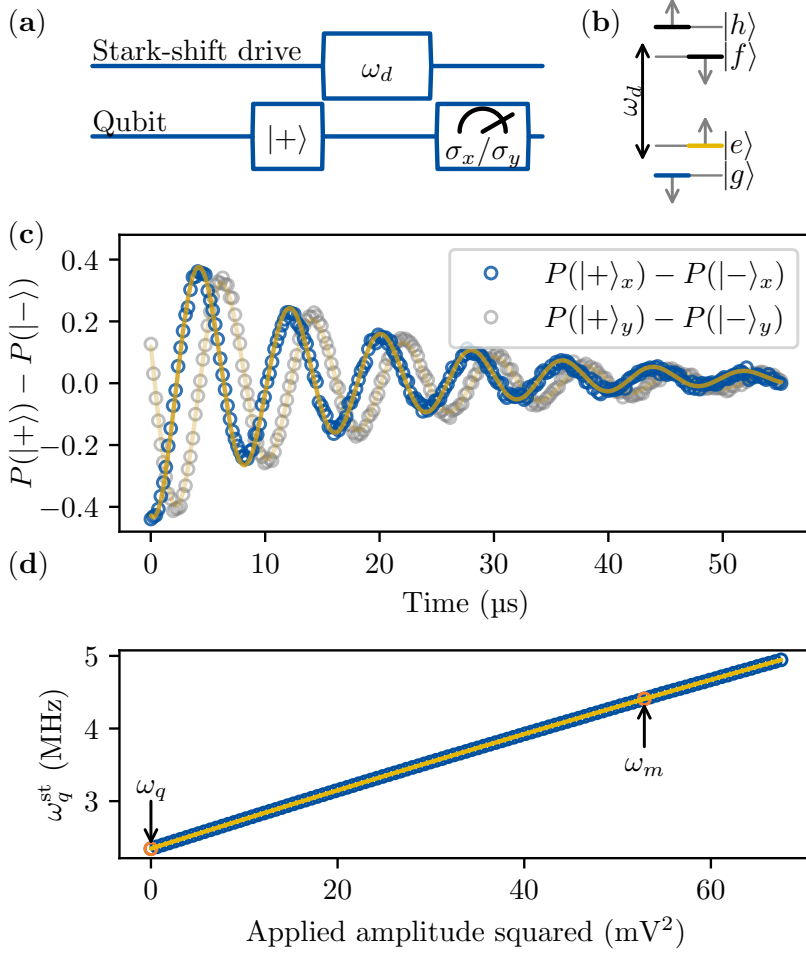 (a)
Stark-shift drive
ω_d
Qubit
|+⟩
σ_x/σ_y
(b)
|h⟩
|f⟩
ω_d
|e⟩
|g⟩
(c)
P(|+⟩) − P(|−⟩)
0.4
0.2
0.0
−0.2
−0.4
P(|+⟩_x) − P(|−⟩_x)
P(|+⟩_y) − P(|−⟩_y)
0 10 20 30 40 50
Time (µs)
(d)
ω_q^st (MHz)
5
4
3
ω_q
ω_m
0 20 40 60
Applied amplitude squared (mV²)